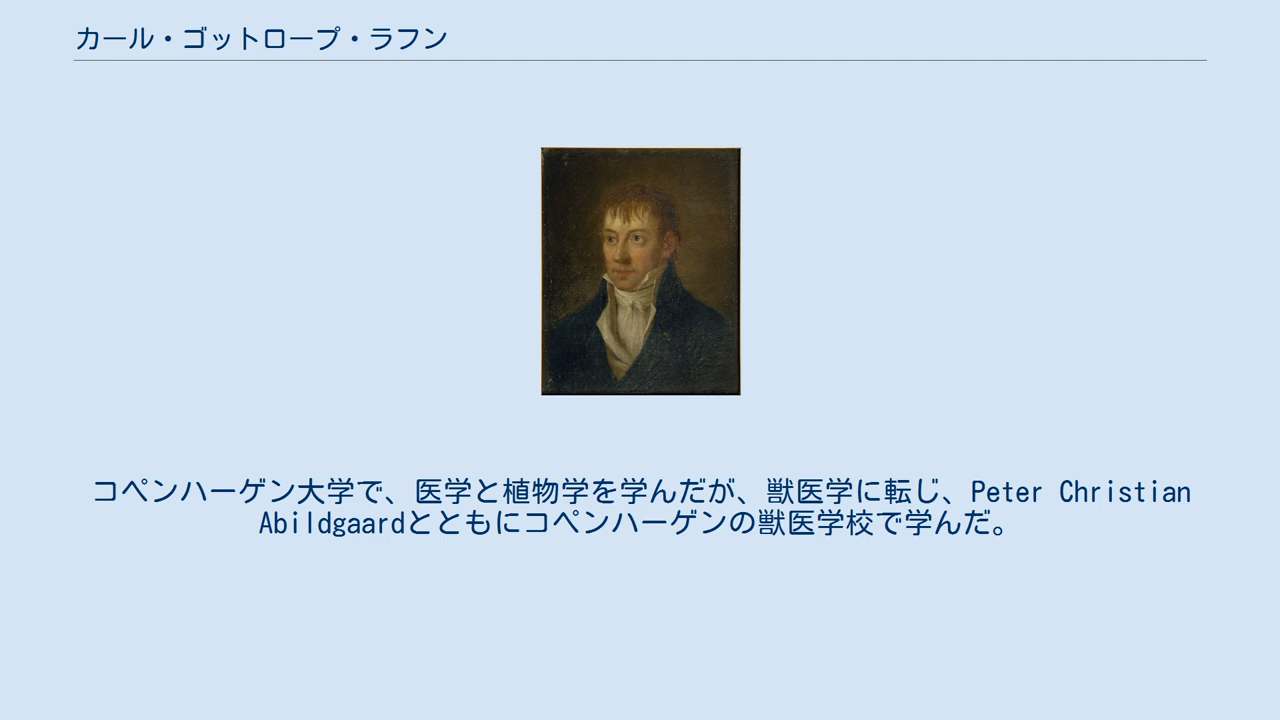 カール・ゴットロープ・ラフン
コペンハーゲン大学で、医学と植物学を学んだが、獣医学に転じ、Peter Christian
Abildgaardとともにコペンハーゲンの獣医学校で学んだ。